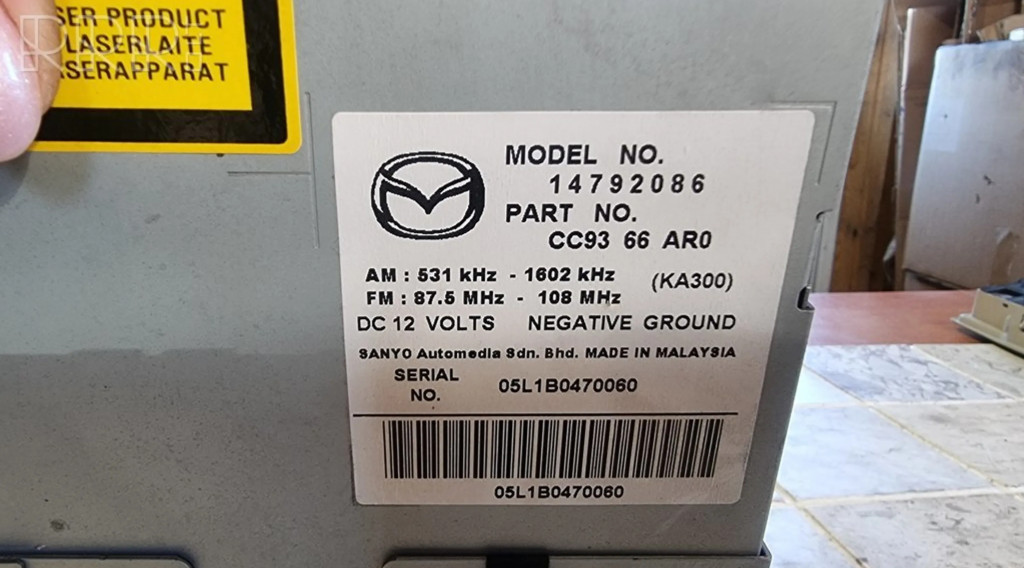 SER PRODUCT
LASERLAITE
SERAPPARAT
RRR
MODEL NO.
14792086
PART NO.
CC93 66 AR0
AM : 531 kHz - 1602 kHz
(KA300)
FM : 87.5 MHz - 108 MHz
DC 12 VOLTS NEGATIVE GROUND
SANYO Automedia Sdn. Bhd. MADE IN MALAYSIA
SERIAL NO. 05L1B0470060
05L1B0470060